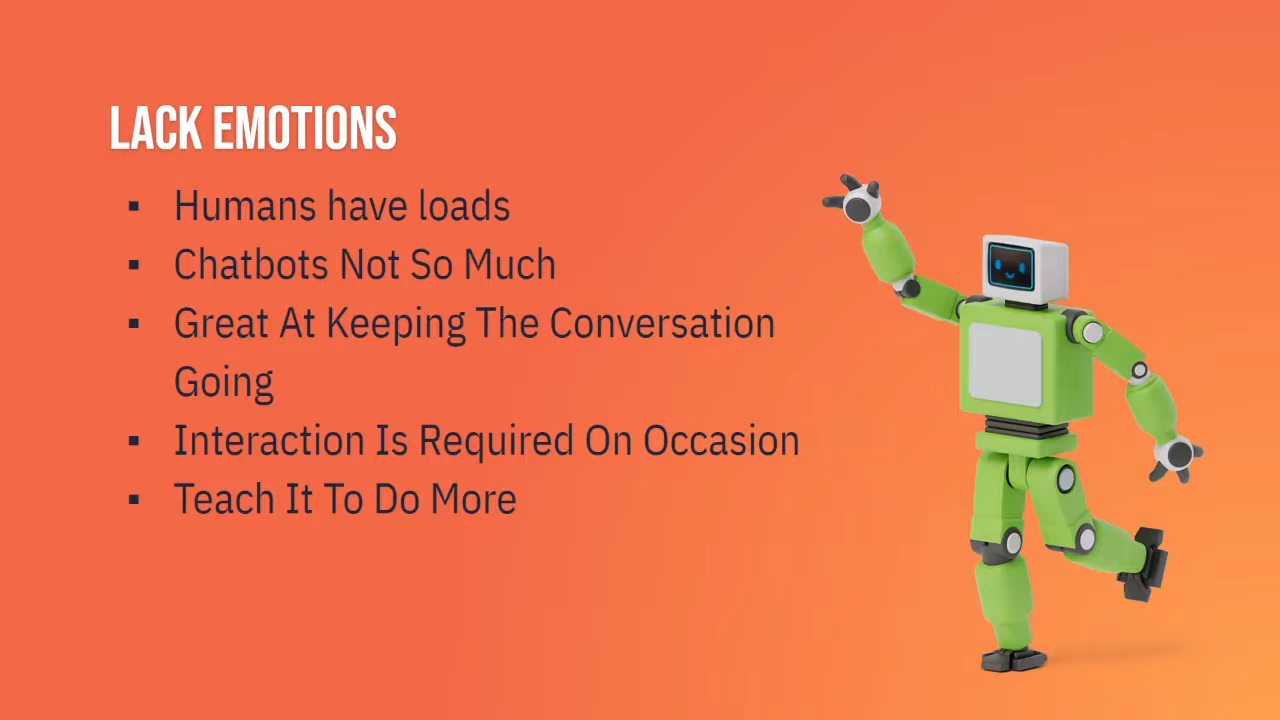 LACK EMOTIONS
▪ Humans have loads
▪ Chatbots Not So Much
▪ Great At Keeping The Conversation
Going
▪ Interaction Is Required On Occasion
▪ Teach It To Do More